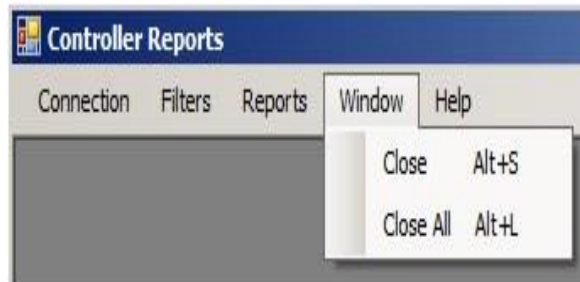 Controller Reports
Connection Filters Reports Window Help
Close Alt+S
Close All Alt+L